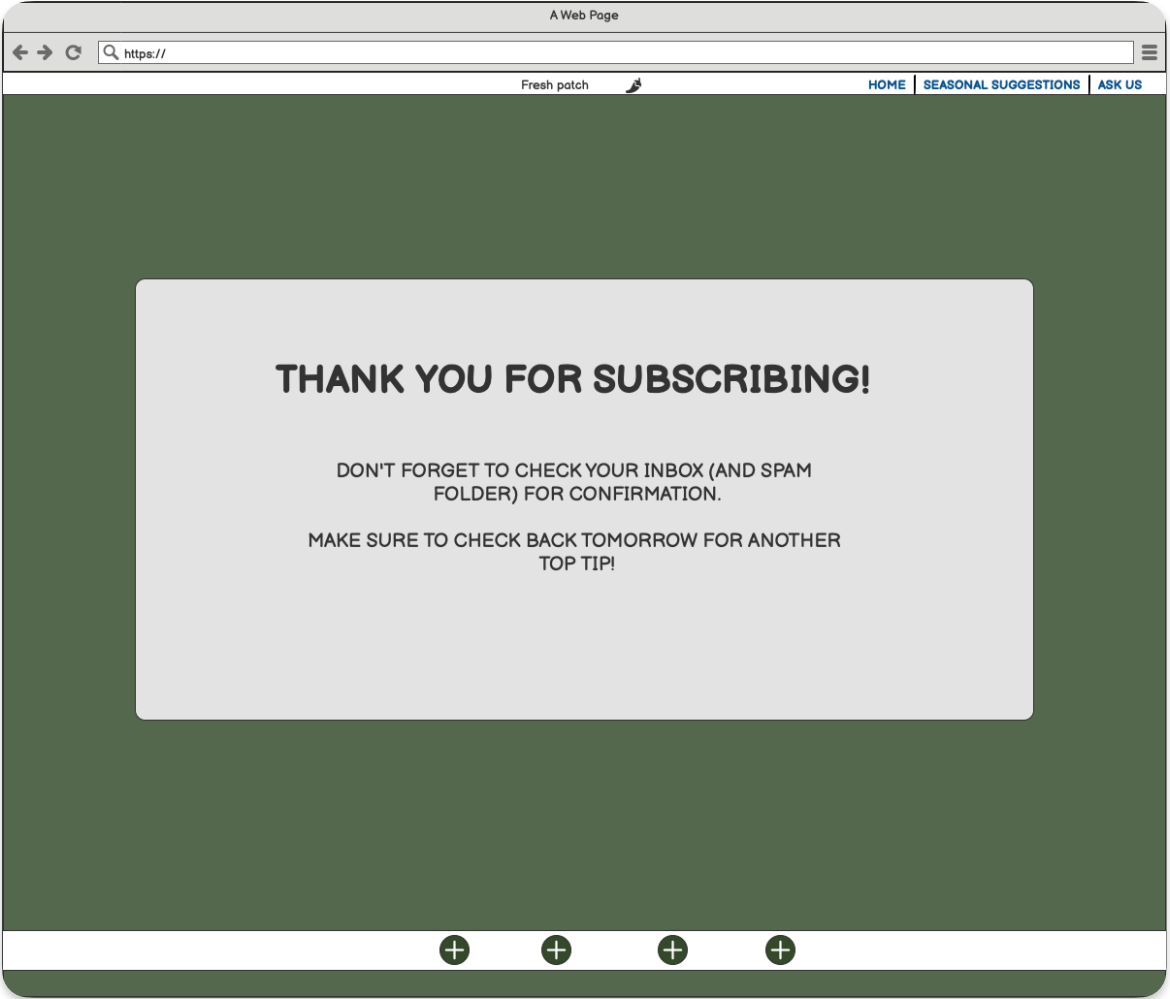 A Web Page
https://
Fresh patch
HOME SEASONAL SUGGESTIONS ASK US
THANK YOU FOR SUBSCRIBING!
DON'T FORGET TO CHECK YOUR INBOX (AND SPAM
FOLDER) FOR CONFIRMATION.
MAKE SURE TO CHECK BACK TOMORROW FOR ANOTHER
TOP TIP!